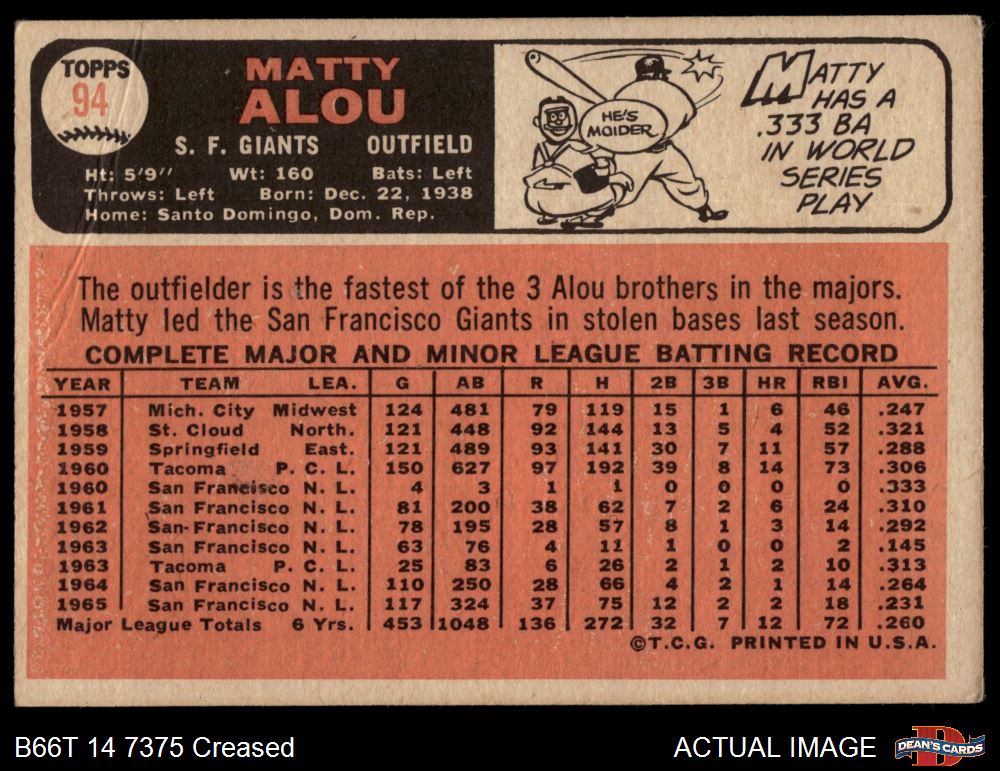 TOPPS
94
MATTY
ALOU
S. F. GIANTS OUTFIELD
Ht: 5'9" Wt: 160 Bats: Left
Throws: Left Born: Dec. 22, 1938
Home: Santo Domingo, Dom. Rep.
HE'S
MOIDER
MATTY
HAS A
.333 BA
IN WORLD
SERIES
PLAY
The outfielder is the fastest of the 3 Alou brothers in the majors.
Matty led the San Francisco Giants in stolen bases last season.
COMPLETE MAJOR AND MINOR LEAGUE BATTING RECORD
YEAR TEAM LEA. G AB R H 2B 3B HR RBI AVG.
1957 Mich. City Midwest 124 481 79 119 15 1 6 46 .247
1958 St. Cloud North. 121 448 92 144 13 5 4 52 .321
1959 Springfield East. 121 489 93 141 30 7 11 57 .288
1960 Tacoma P. C. L. 150 627 97 192 39 8 14 73 .306
1960 San Francisco N. L. 4 3 1 1 0 0 0 0 .333
1961 San Francisco N. L. 81 200 38 62 7 2 6 24 .310
1962 San Francisco N. L. 78 195 28 57 8 1 3 14 .292
1963 San Francisco N. L. 63 76 4 11 1 0 0 2 .145
1963 Tacoma P. C. L. 25 83 6 26 2 1 2 10 .313
1964 San Francisco N. L. 110 250 28 66 4 2 1 14 .264
1965 San Francisco N. L. 117 324 37 75 12 2 2 18 .231
Major League Totals 6 Yrs. 453 1048 136 272 32 7 12 72 .260
©T.C.G. PRINTED IN U.S.A.
B66T 14 7375 Creased ACTUAL IMAGE
DEAN'S CARDS